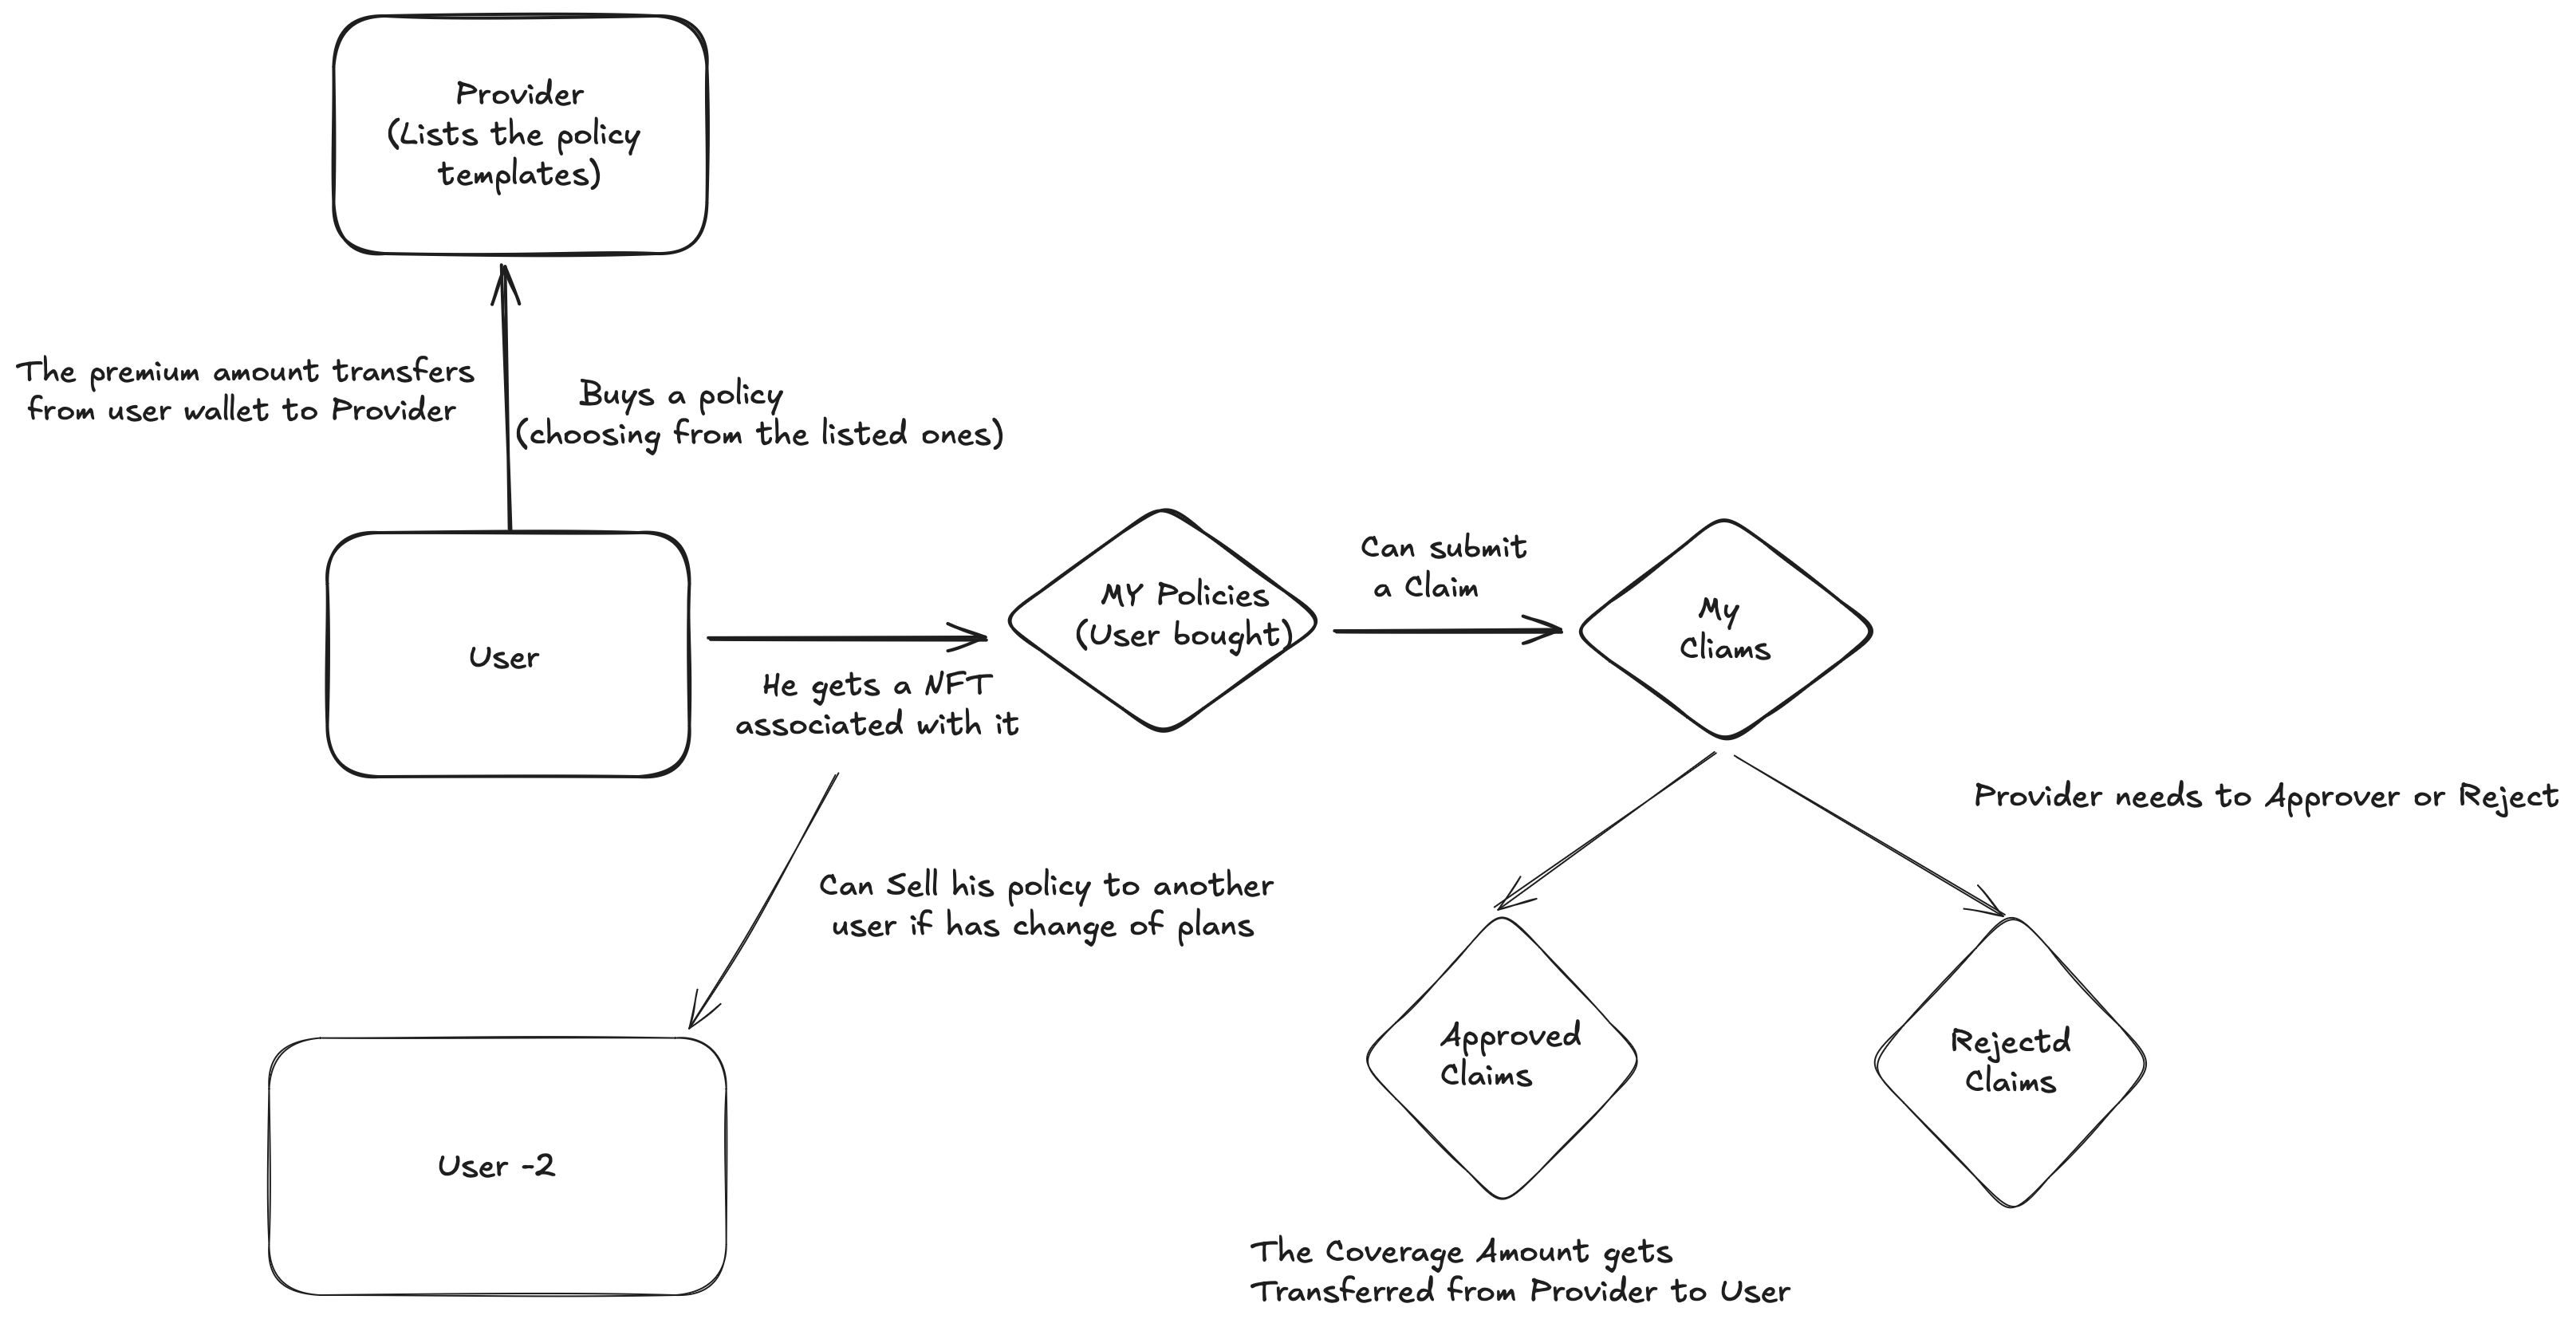 Provider
(Lists the policy
templates)
The premium amount transfers
from user wallet to Provider
Buys a policy
(choosing from the listed ones)
User
He gets a NFT
associated with it
MY Policies
(User bought)
Can submit
a Claim
My
Cliams
Provider needs to Approver or Reject
Can Sell his policy to another
user if has change of plans
User -2
Approved
Claims
Rejectd
Claims
The Coverage Amount gets
Transferred from Provider to User